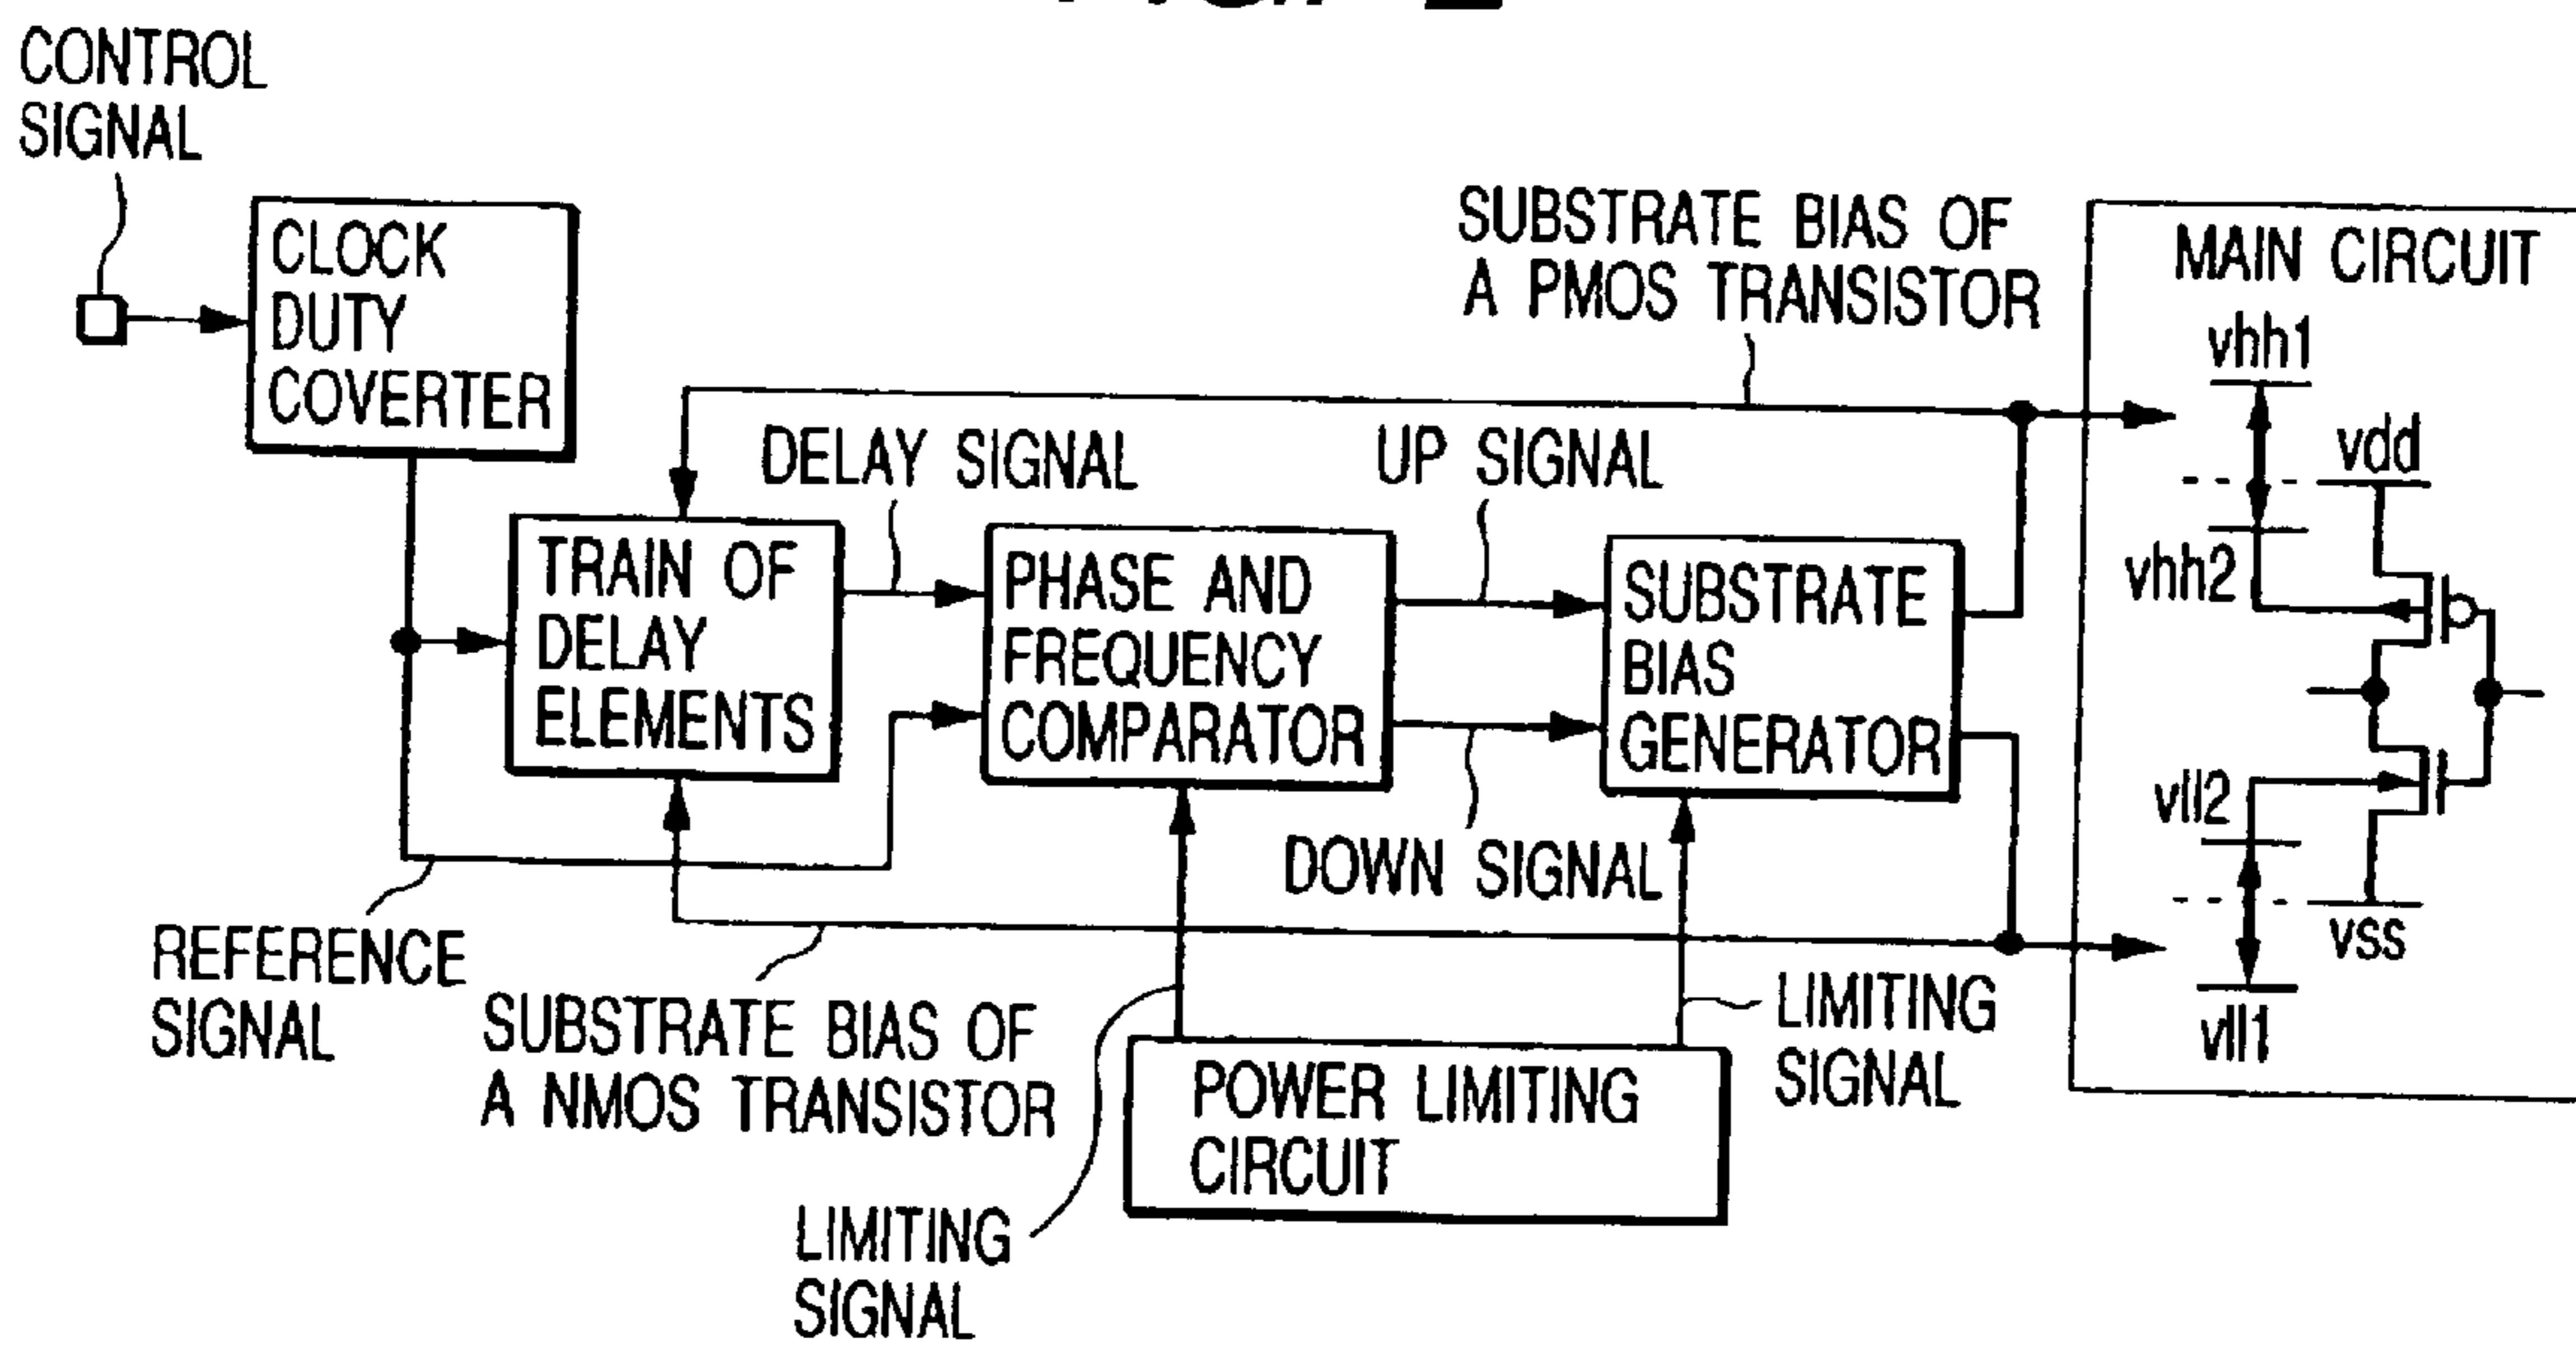 CONTROL
SIGNAL
CLOCK
DUTY
COVERTER
SUBSTRATE BIAS OF
A PMOS TRANSISTOR
MAIN CIRCUIT
vhh1
vdd
vhh2
DELAY SIGNAL
UP SIGNAL
TRAIN OF
DELAY
ELEMENTS
PHASE AND
FREQUENCY
COMPARATOR
SUBSTRATE
BIAS
GENERATOR
vll2
vss
vll1
DOWN SIGNAL
REFERENCE
SIGNAL
SUBSTRATE BIAS OF
A NMOS TRANSISTOR
LIMITING
SIGNAL
POWER LIMITING
CIRCUIT
LIMITING
SIGNAL